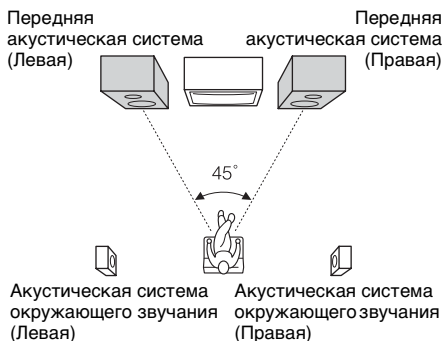 Передняя
акустическая система
(Левая)
Передняя
акустическая система
(Правая)
45°
Акустическая система
окружающего звучания
(Левая)
Акустическая система
окружающего звучания
(Правая)